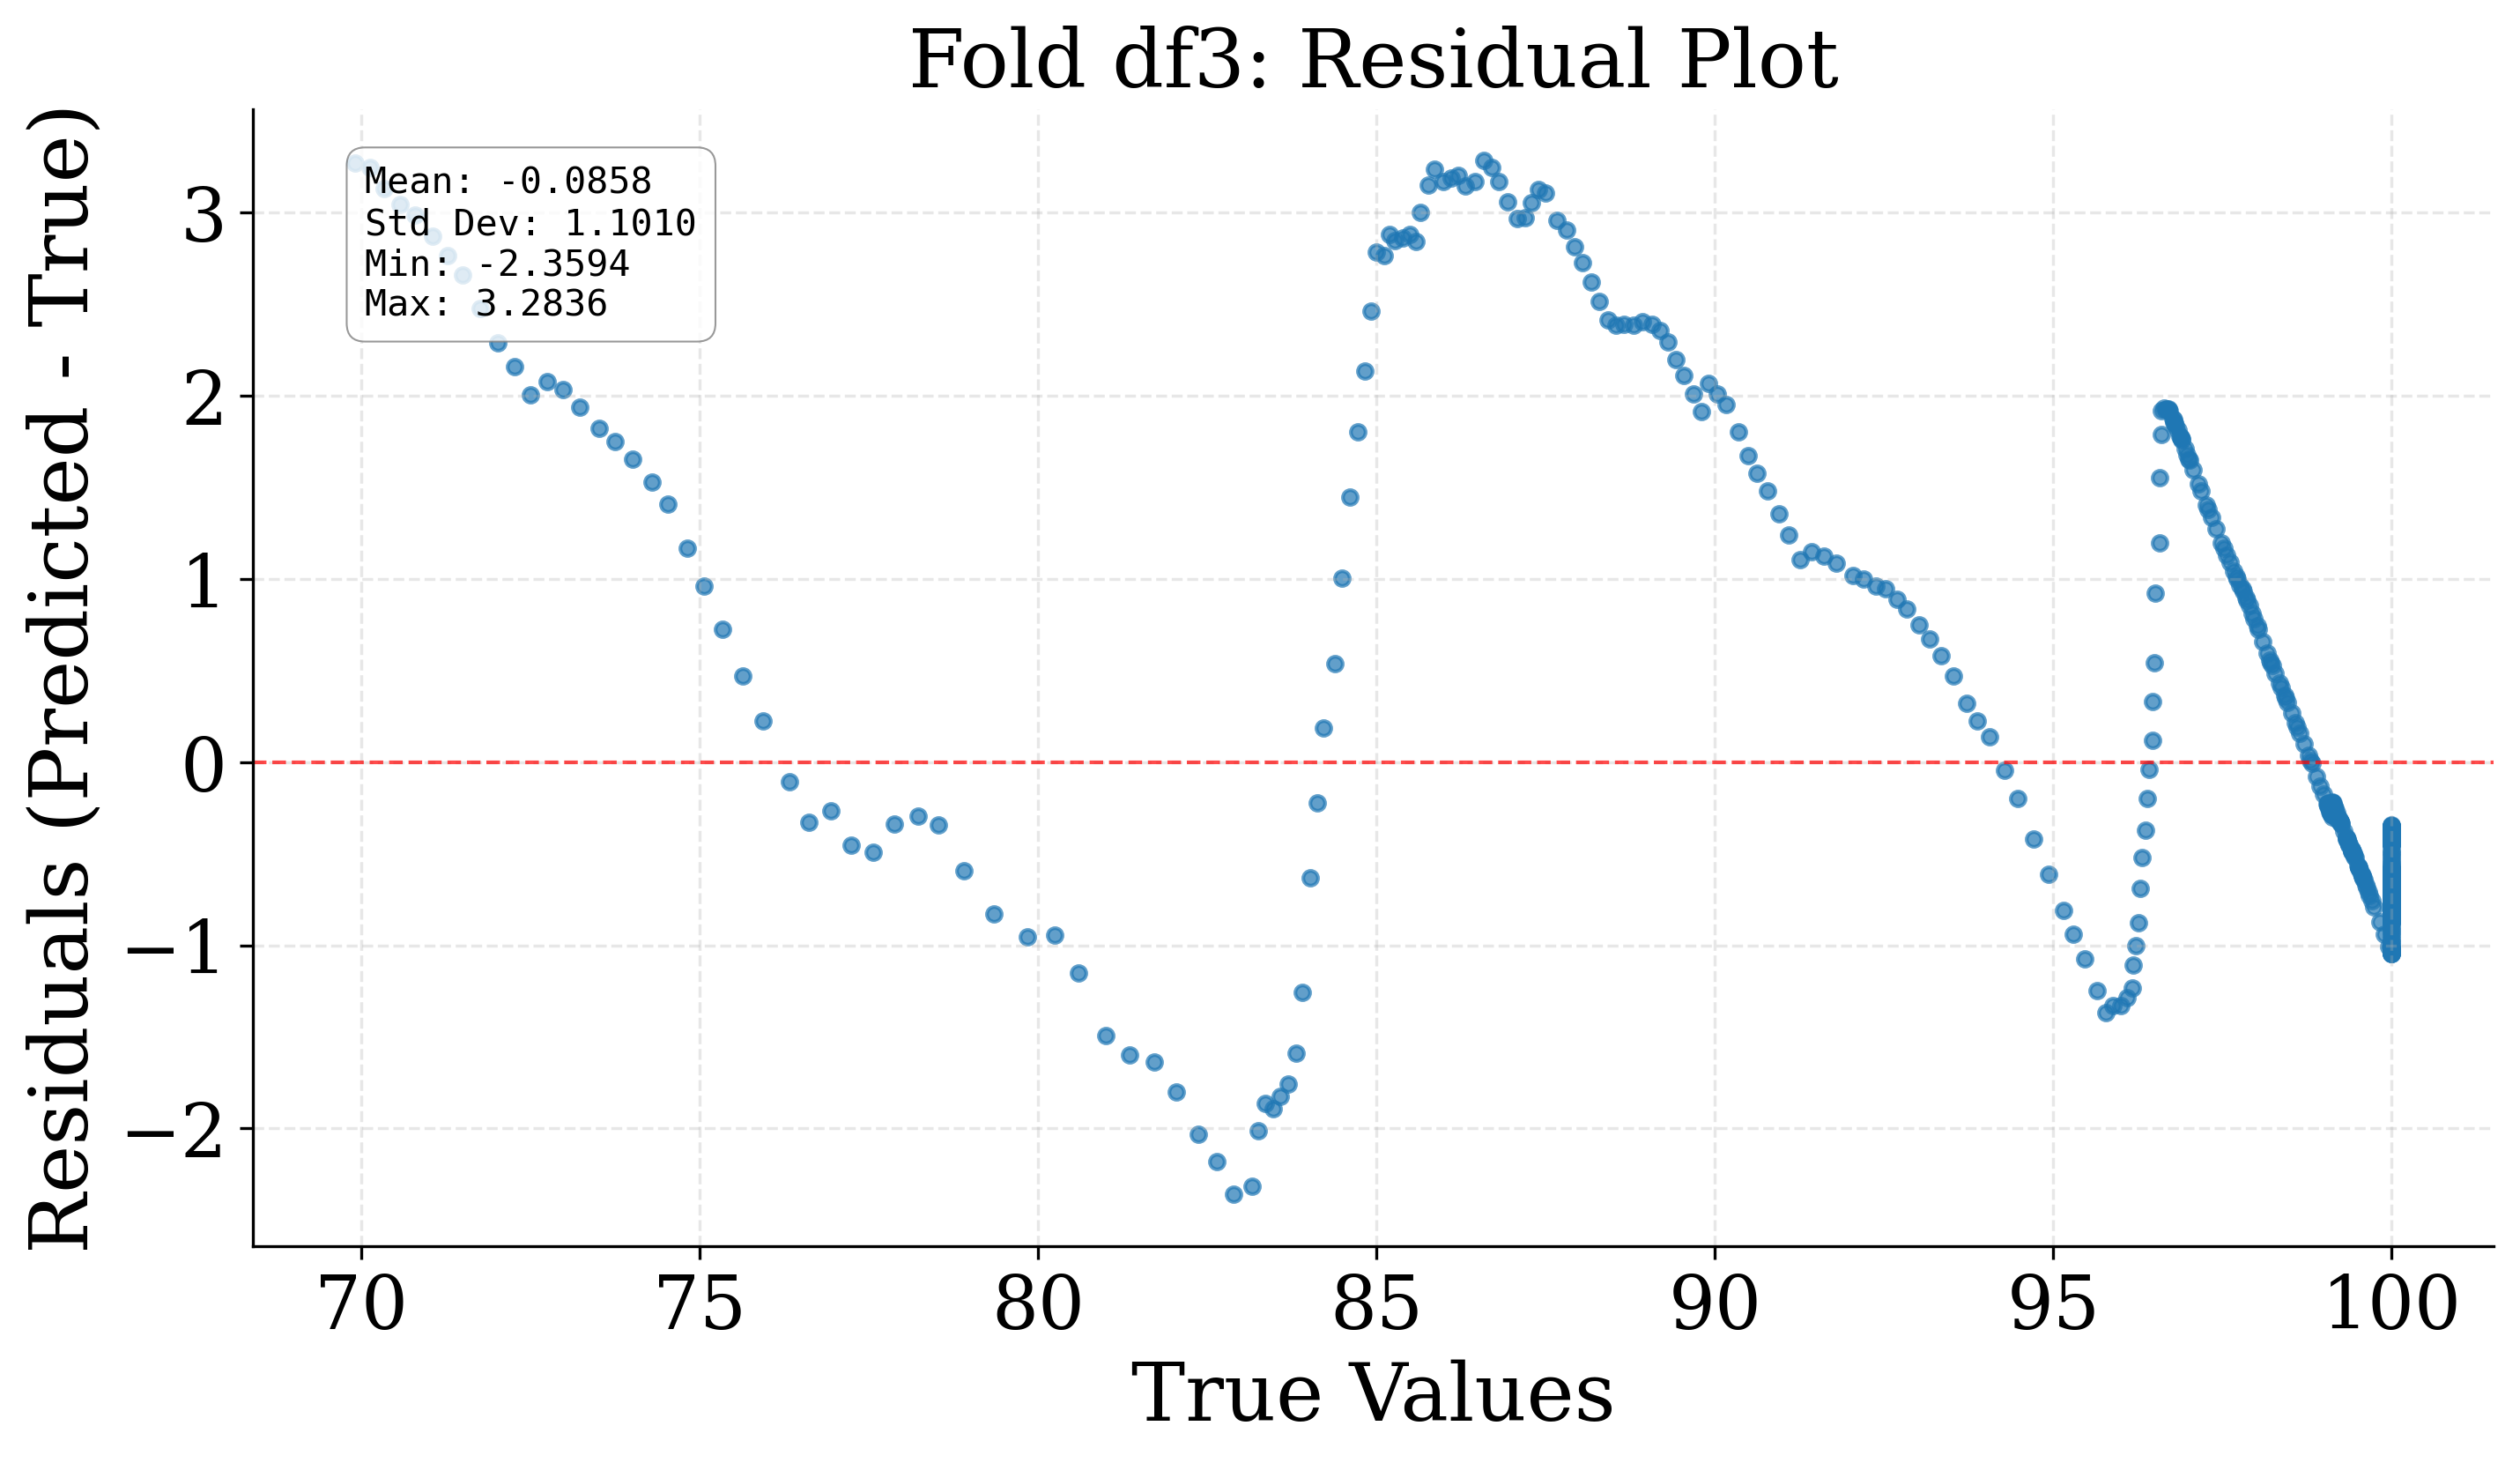 Fold df3: Residual Plot
Residuals (Predicted - True)
Mean: -0.0858
Std Dev: 1.1010
Min: -2.3594
Max: 3.2836
3
2
1
0
−1
−2
70 75 80 85 90 95 100
True Values